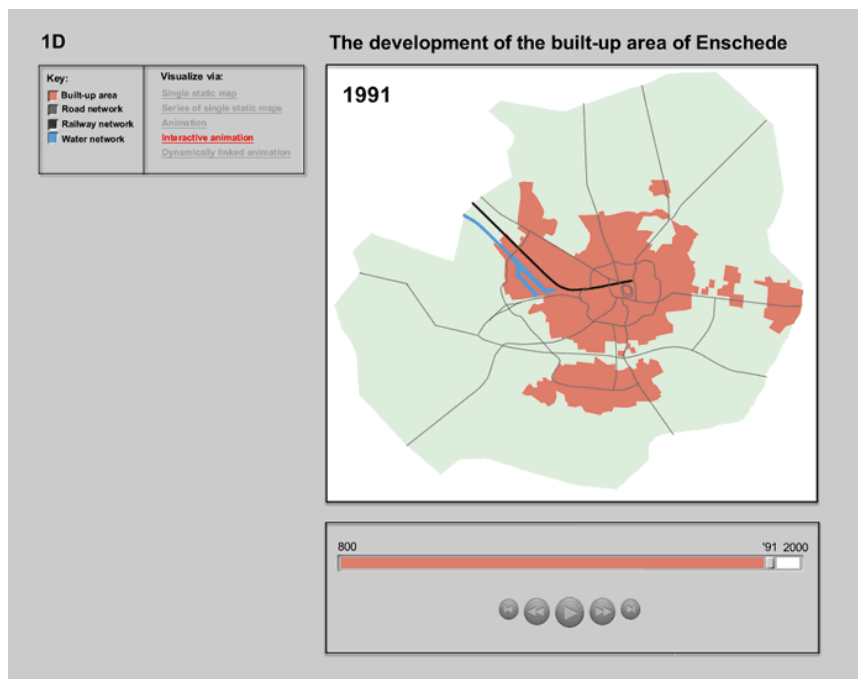 1D
The development of the built-up area of Enschede
Key:
Built-up area
Road network
Railway network
Water network
Visualize via:
Single static map
Series of single static maps
Animation
Interactive animation
Dynamically linked animation
1991
800 '91 2000